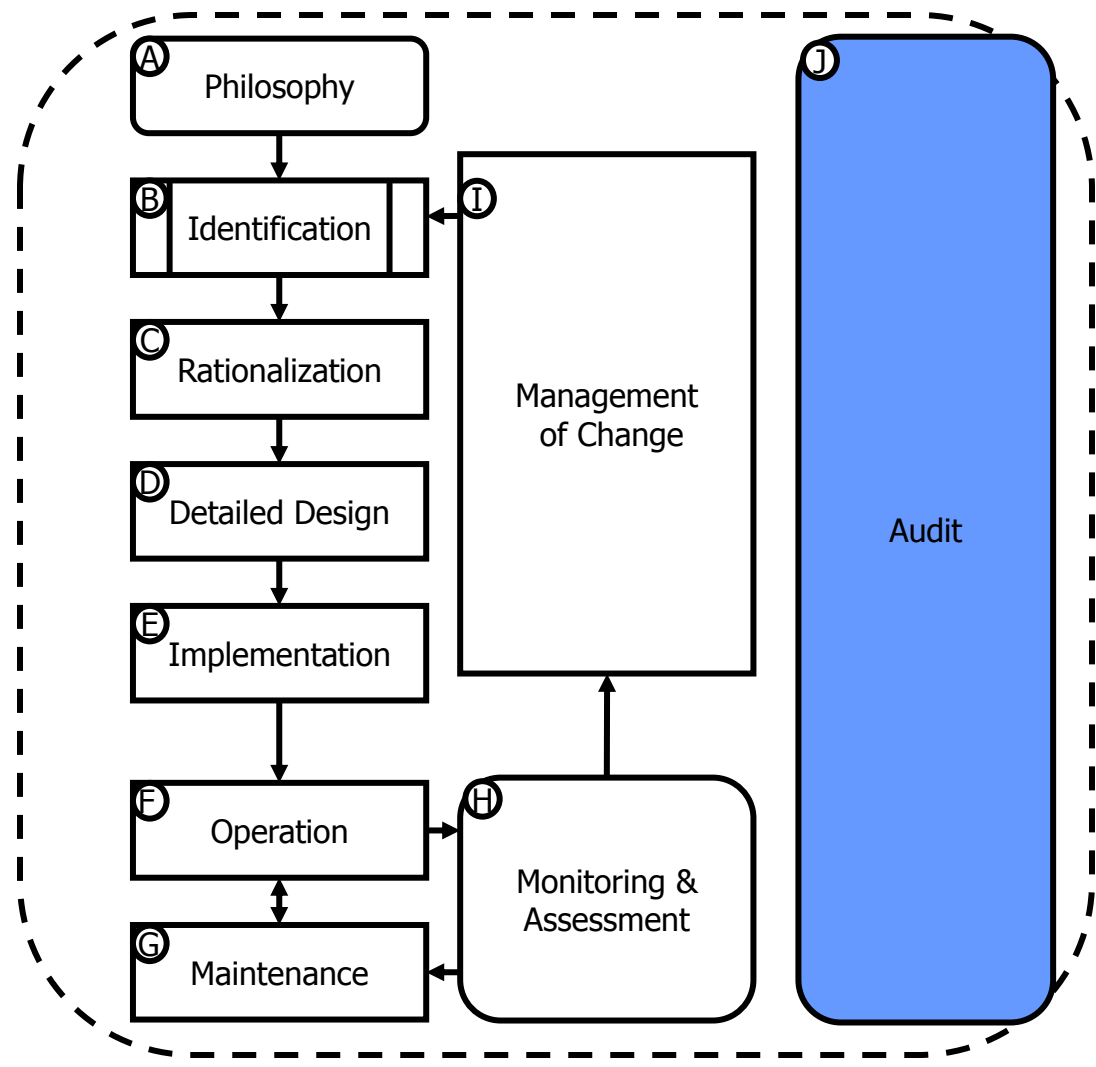 A
Philosophy
B
Identification
C
Rationalization
D
Detailed Design
E
Implementation
F
Operation
G
Maintenance
H
Monitoring &
Assessment
I
Management
of Change
J
Audit